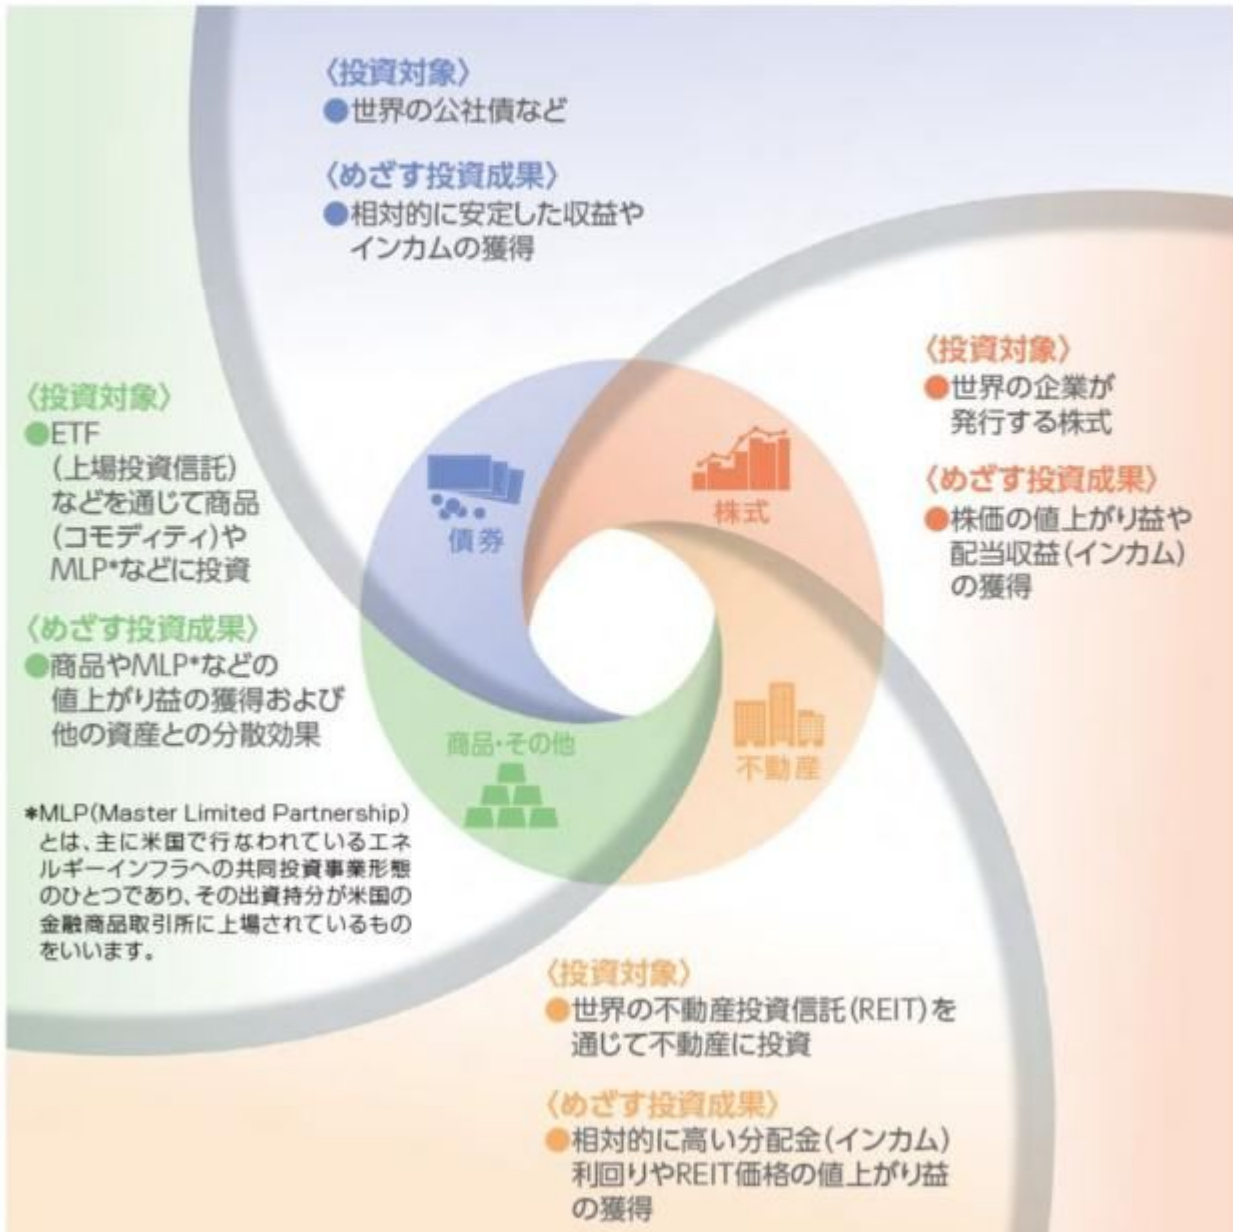 〈投資対象〉
●世界の公社債など
〈めざす投資成果〉
●相対的に安定した収益や
インカムの獲得
〈投資対象〉
●世界の企業が
発行する株式
〈めざす投資成果〉
●株価の値上がり益や
配当収益(インカム)
の獲得
〈投資対象〉
●ETF
(上場投資信託)
などを通じて商品
(コモディティ)や
MLP*などに投資
〈めざす投資成果〉
●商品やMLP*などの
値上がり益の獲得および
他の資産との分散効果
*MLP(Master Limited Partnership)
とは、主に米国で行なわれているエネ
ルギーインフラへの共同投資事業形態
のひとつであり、その出資持分が米国の
金融商品取引所に上場されているもの
をいいます。
債券
株式
商品・その他
不動産
〈投資対象〉
●世界の不動産投資信託(REIT)を
通じて不動産に投資
〈めざす投資成果〉
●相対的に高い分配金(インカム)
利回りやREIT価格の値上がり益
の獲得